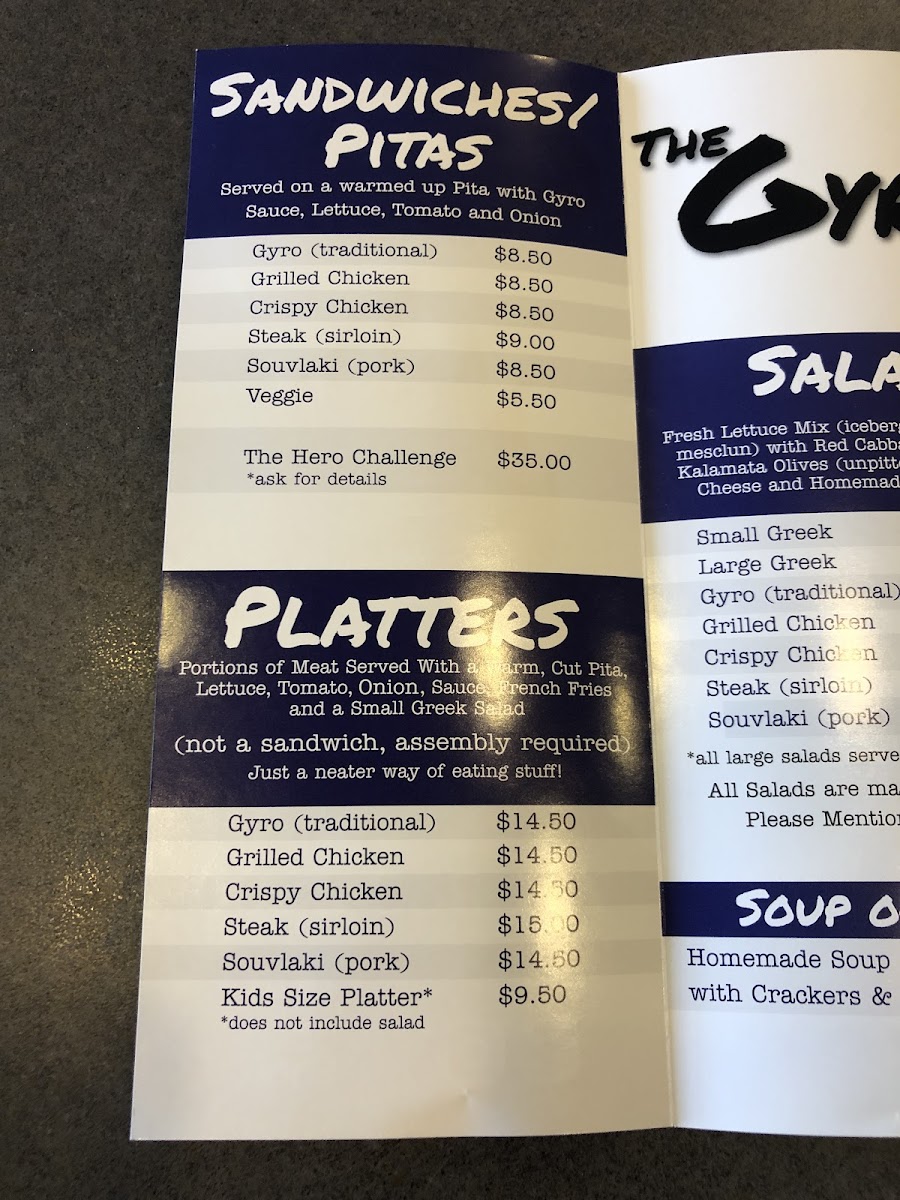 SANDWICHES/
PITAS
Served on a warmed up Pita with Gyro
Sauce, Lettuce, Tomato and Onion
Gyro (traditional) $8.50
Grilled Chicken $8.50
Crispy Chicken $8.50
Steak (sirloin) $9.00
Souvlaki (pork) $8.50
Veggie $5.50
The Hero Challenge $35.00
*ask for details
PLATTERS
Portions of Meat Served With a Warm, Cut Pita,
Lettuce, Tomato, Onion, Sauce, French Fries
and a Small Greek Salad
(not a sandwich, assembly required)
Just a neater way of eating stuff!
Gyro (traditional) $14.50
Grilled Chicken $14.50
Crispy Chicken $14.50
Steak (sirloin) $15.00
Souvlaki (pork) $14.50
Kids Size Platter* $9.50
*does not include salad
THE
GYR
SALA
Fresh Lettuce Mix (iceberg
mesclun) with Red Cabba
Kalamata Olives (unpitt
Cheese and Homemad
Small Greek
Large Greek
Gyro (traditional)
Grilled Chicken
Crispy Chicken
Steak (sirloin)
Souvlaki (pork)
*all large salads serve
All Salads are ma
Please Mention
SOUP O
Homemade Soup
with Crackers &